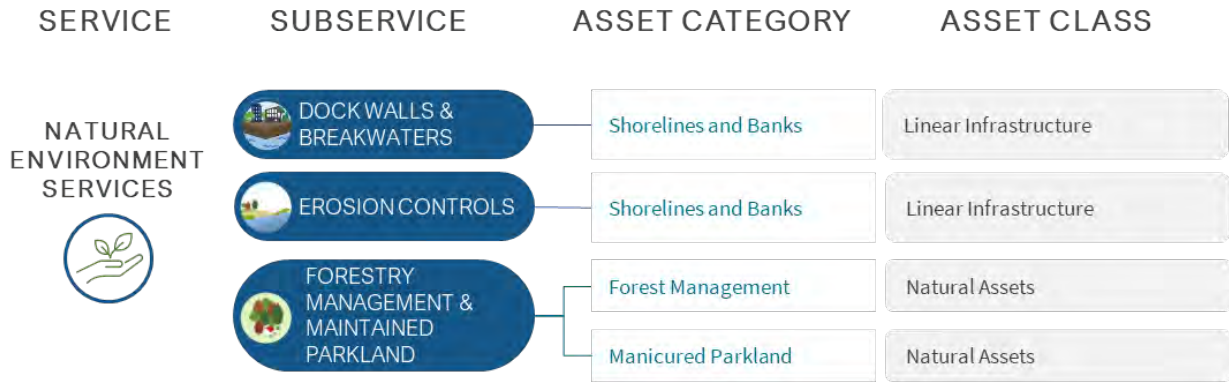 SERVICE
SUBSERVICE
ASSET CATEGORY
ASSET CLASS
NATURAL
ENVIRONMENT
SERVICES
DOCK WALLS &
BREAKWATERS
Shorelines and Banks
Linear Infrastructure
EROSION CONTROLS
Shorelines and Banks
Linear Infrastructure
FORESTRY
MANAGEMENT &
MAINTAINED
PARKLAND
Forest Management
Natural Assets
Manicured Parkland
Natural Assets